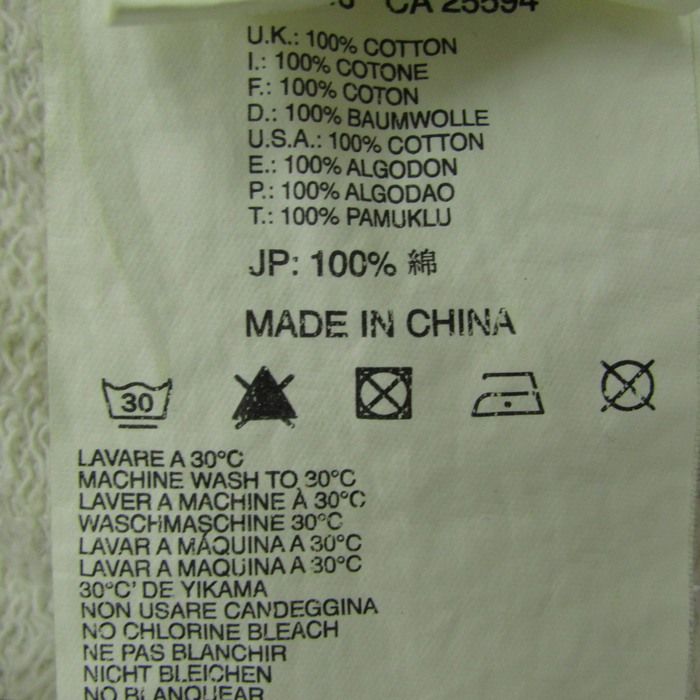 CA 25594
U.K.: 100% COTTON
I.: 100% COTONE
F.: 100% COTON
D.: 100% BAUMWOLLE
U.S.A.: 100% COTTON
E.: 100% ALGODON
P.: 100% ALGODAO
T.: 100% PAMUKLU
JP: 100% 綿
MADE IN CHINA
30
LAVARE A 30°C
MACHINE WASH TO 30°C
LAVER A MACHINE À 30°C
WASCHMASCHINE 30°C
LAVAR A MÁQUINA A 30°C
LAVAR A MAQUINA A 30°C
30°C' DE YIKAMA
NON USARE CANDEGGINA
NO CHLORINE BLEACH
NE PAS BLANCHIR
NICHT BLEICHEN
NO BLANQUEAR